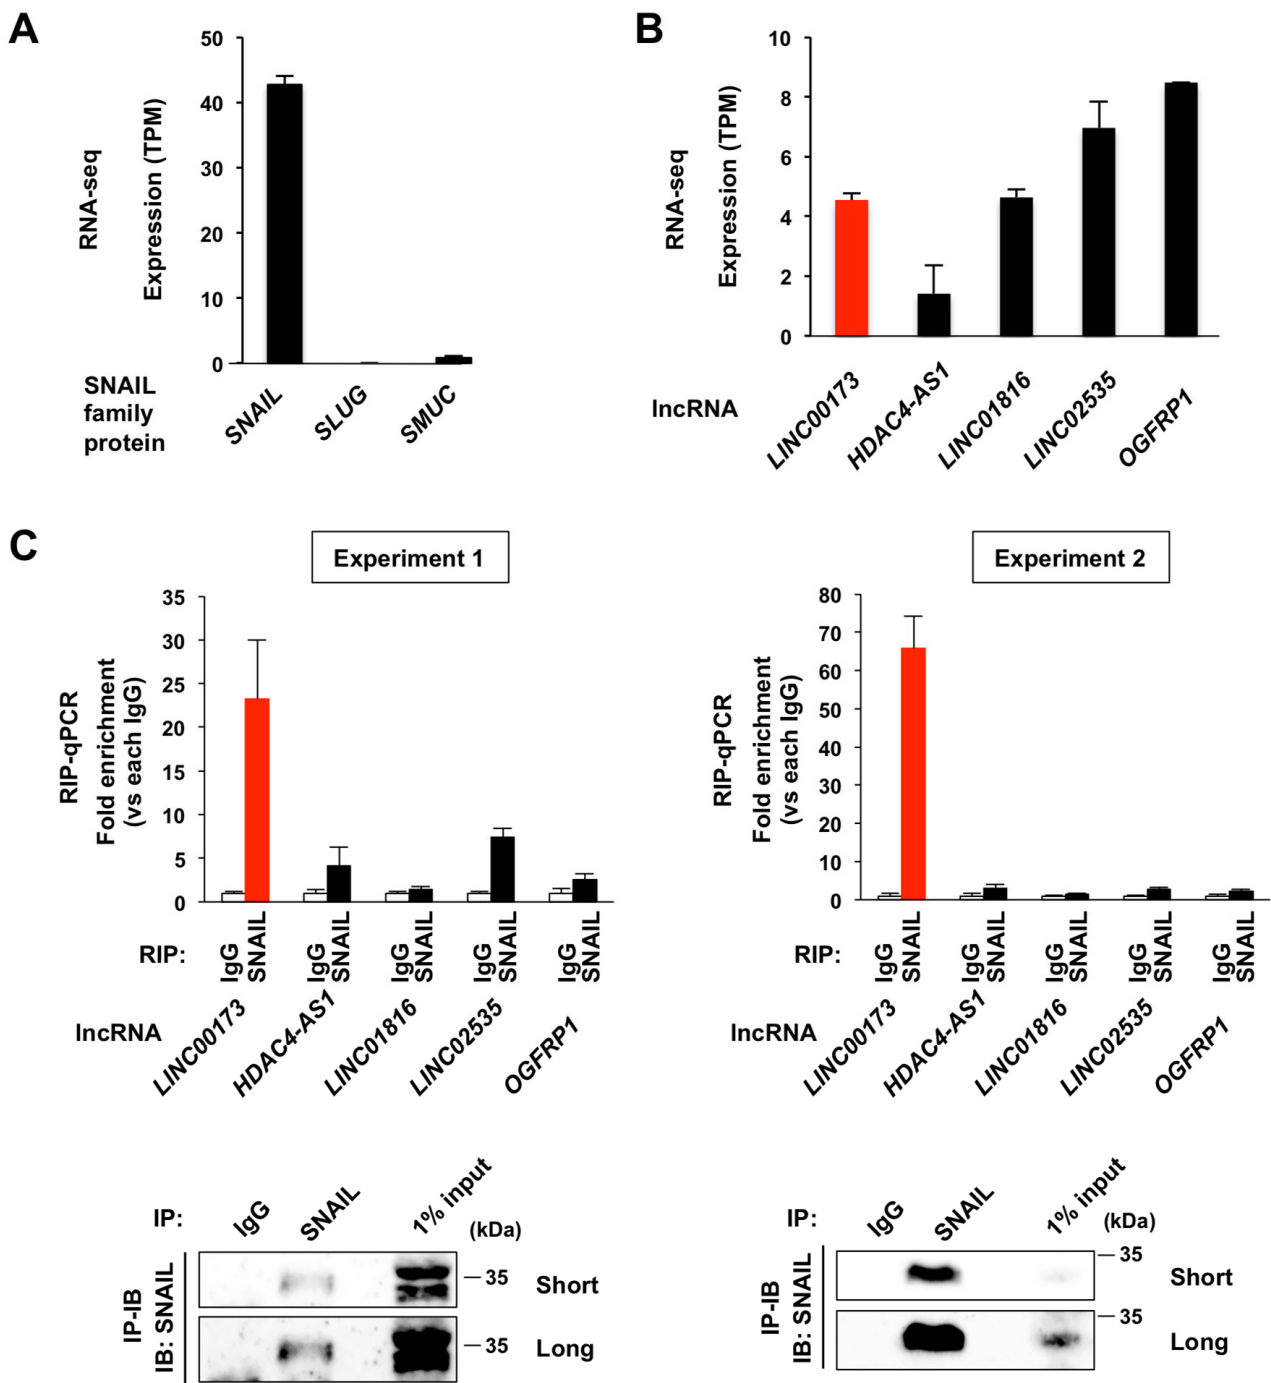 A
RNA-seq
Expression (TPM)
50
40
30
20
10
0
SNAIL
family
protein
SNAIL
SLUG
SMUC
B
RNA-seq
Expression (TPM)
10
8
6
4
2
0
lncRNA
LINC00173
HDAC4-AS1
LINC01816
LINC02535
OGFRP1
C
Experiment 1
RIP-qPCR
Fold enrichment
(vs each IgG)
35
30
25
20
15
10
5
0
RIP:
IgG
SNAIL
IgG
SNAIL
IgG
SNAIL
IgG
SNAIL
IgG
SNAIL
lncRNA
LINC00173
HDAC4-AS1
LINC01816
LINC02535
OGFRP1
IP:
IgG
SNAIL
1% input
(kDa)
IP-IB
IB: SNAIL
35
Short
35
Long
Experiment 2
RIP-qPCR
Fold enrichment
(vs each IgG)
80
70
60
50
40
30
20
10
0
RIP:
IgG
SNAIL
IgG
SNAIL
IgG
SNAIL
IgG
SNAIL
IgG
SNAIL
lncRNA
LINC00173
HDAC4-AS1
LINC01816
LINC02535
OGFRP1
IP:
IgG
SNAIL
1% input
(kDa)
IP-IB
IB: SNAIL
35
Short
35
Long